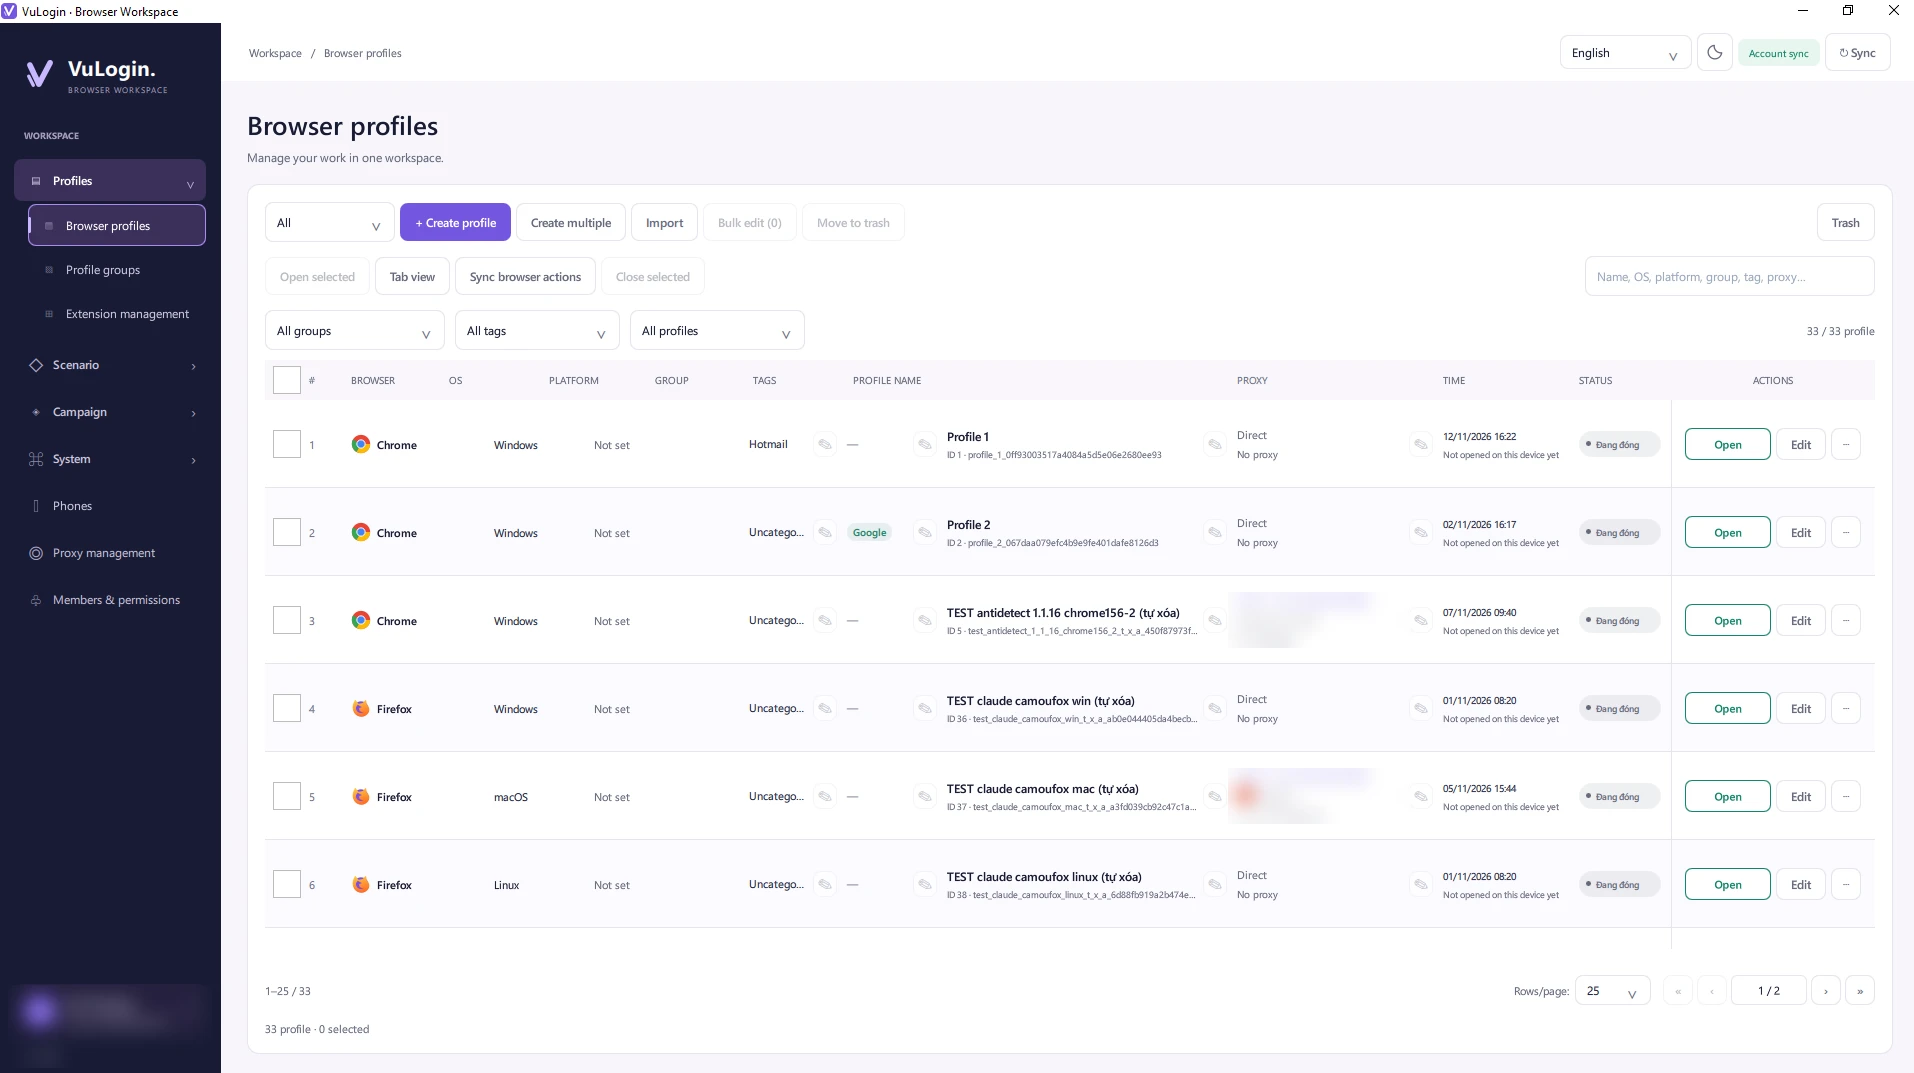 VuLogin · Browser Workspace
VuLogin.
BROWSER WORKSPACE
WORKSPACE
Profiles
Browser profiles
Profile groups
Extension management
Scenario
Campaign
System
Phones
Proxy management
Members & permissions
Workspace / Browser profiles
English
Account sync
Sync
Browser profiles
Manage your work in one workspace.
All
+ Create profile
Create multiple
Import
Bulk edit (0)
Move to trash
Trash
Open selected
Tab view
Sync browser actions
Close selected
Name, OS, platform, group, tag, proxy...
All groups
All tags
All profiles
33 / 33 profile
# BROWSER OS PLATFORM GROUP TAGS PROFILE NAME PROXY TIME STATUS ACTIONS
1 Chrome Windows Not set Hotmail — Profile 1 Direct 12/11/2026 16:22 Đang đóng Open Edit ...
ID 1 · profile_1_0ff93003517a4084a5d5e06e2680ee93 No proxy Not opened on this device yet
2 Chrome Windows Not set Uncatego... Google Profile 2 Direct 02/11/2026 16:17 Đang đóng Open Edit ...
ID 2 · profile_2_067daa079efc4b9e9fe401dafe8126d3 No proxy Not opened on this device yet
3 Chrome Windows Not set Uncatego... — TEST antidetect 1.1.16 chrome156-2 (tự xóa) 07/11/2026 09:40 Đang đóng Open Edit ...
ID 5 · test_antidetect_1_1_16_chrome156_2_t_x_a_450f87973f... Not opened on this device yet
4 Firefox Windows Not set Uncatego... — TEST claude camoufox win (tự xóa) Direct 01/11/2026 08:20 Đang đóng Open Edit ...
ID 36 · test_claude_camoufox_win_t_x_a_ab0e044405da4becb... No proxy Not opened on this device yet
5 Firefox macOS Not set Uncatego... — TEST claude camoufox mac (tự xóa) 05/11/2026 15:44 Đang đóng Open Edit ...
ID 37 · test_claude_camoufox_mac_t_x_a_a3fd039cb92c47c1a... Not opened on this device yet
6 Firefox Linux Not set Uncatego... — TEST claude camoufox linux (tự xóa) Direct 01/11/2026 08:20 Đang đóng Open Edit ...
ID 38 · test_claude_camoufox_linux_t_x_a_6d88fb919a2b474e... No proxy Not opened on this device yet
1–25 / 33
Rows/page: 25 « ‹ 1 / 2 › »
33 profile · 0 selected